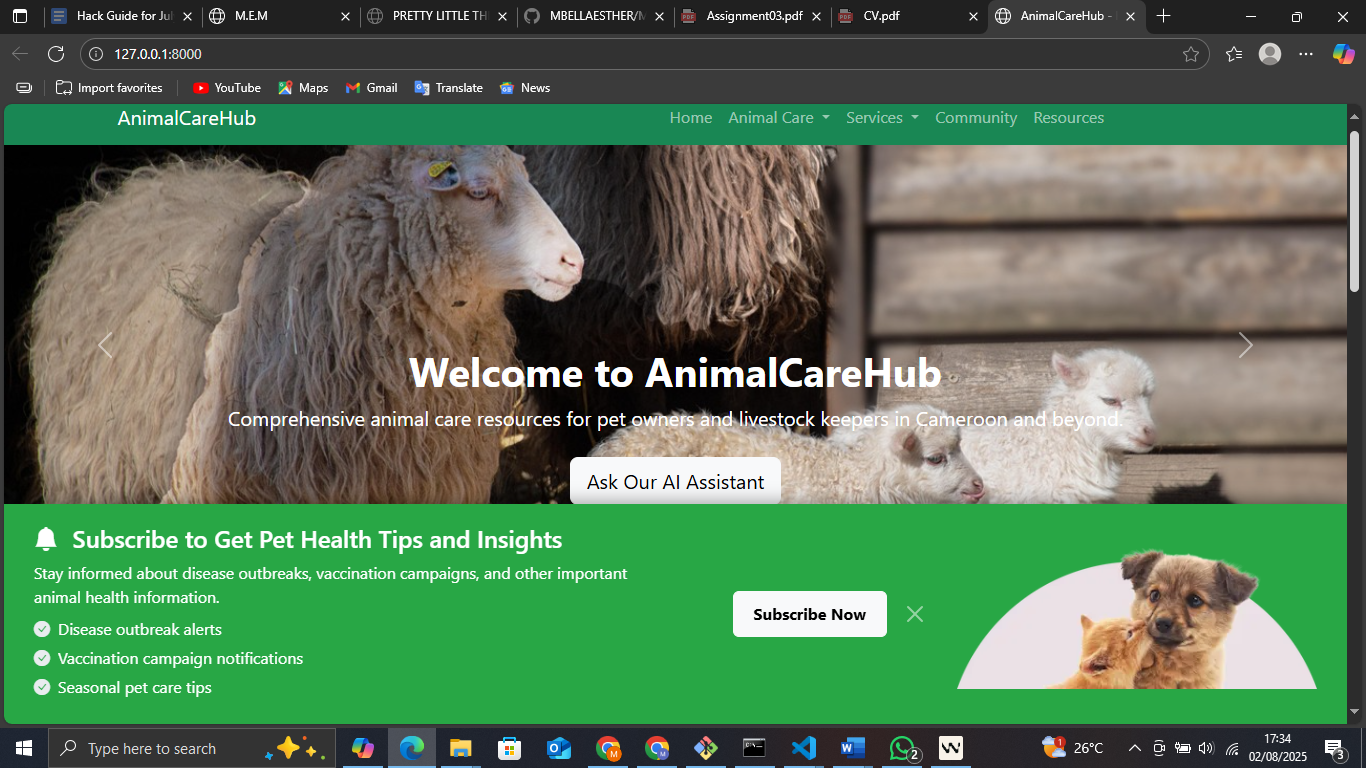 Hack Guide for Jul
M.E.M
PRETTY LITTLE TH
MBELLAESTHER/M
Assignment03.pdf
CV.pdf
AnimalCareHub -
127.0.0.1:8000
Import favorites
YouTube
Maps
Gmail
Translate
News
AnimalCareHub
Home
Animal Care
Services
Community
Resources
Welcome to AnimalCareHub
Comprehensive animal care resources for pet owners and livestock keepers in Cameroon and beyond.
Ask Our AI Assistant
Subscribe to Get Pet Health Tips and Insights
Stay informed about disease outbreaks, vaccination campaigns, and other important
animal health information.
Disease outbreak alerts
Vaccination campaign notifications
Seasonal pet care tips
Subscribe Now
Type here to search
2
1
26°C
17:34
02/08/2025
3